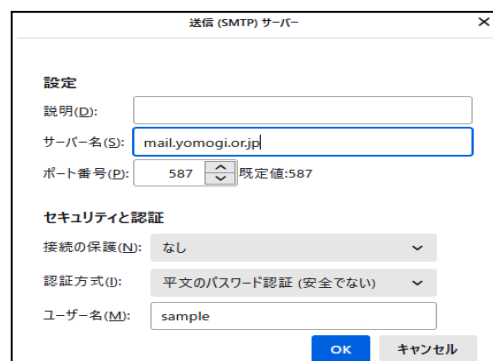 送信 (SMTP) サーバー
設定
説明(D):
サーバー名(S): mail.yomogi.or.jp
ポート番号(P): 587 既定値:587
セキュリティと認証
接続の保護(N): なし
認証方式(I): 平文のパスワード認証 (安全でない)
ユーザー名(M): sample
OK キャンセル